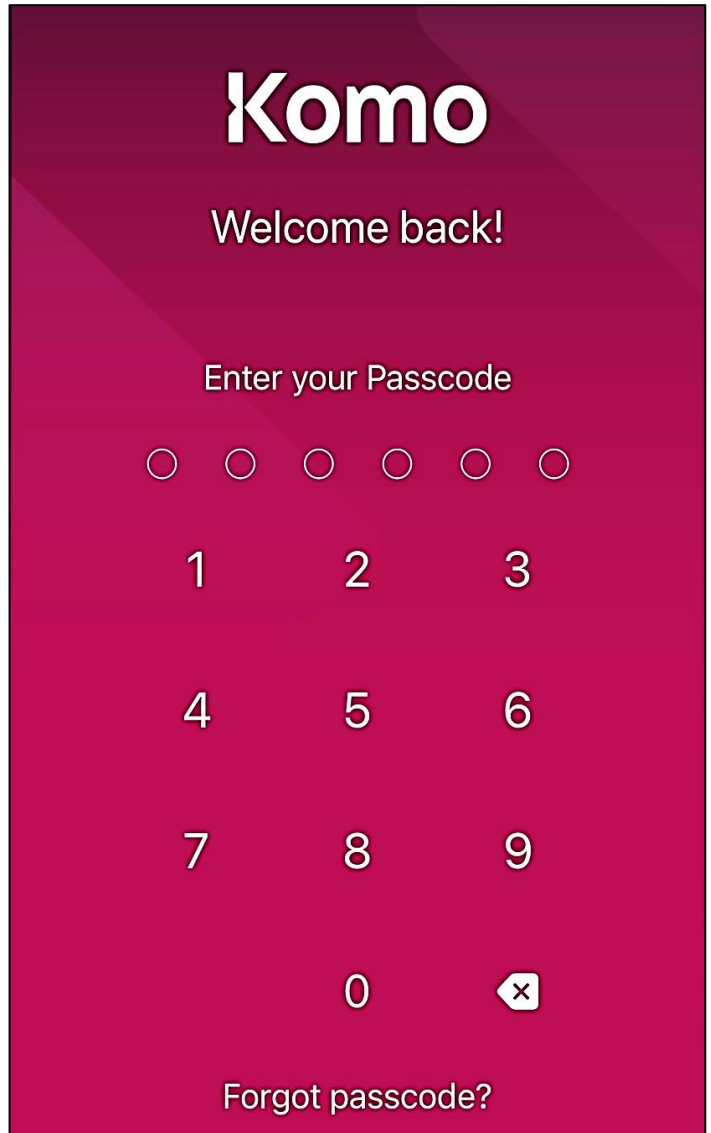 Komo
Welcome back!
Enter your Passcode
1 2 3
4 5 6
7 8 9
0
Forgot passcode?